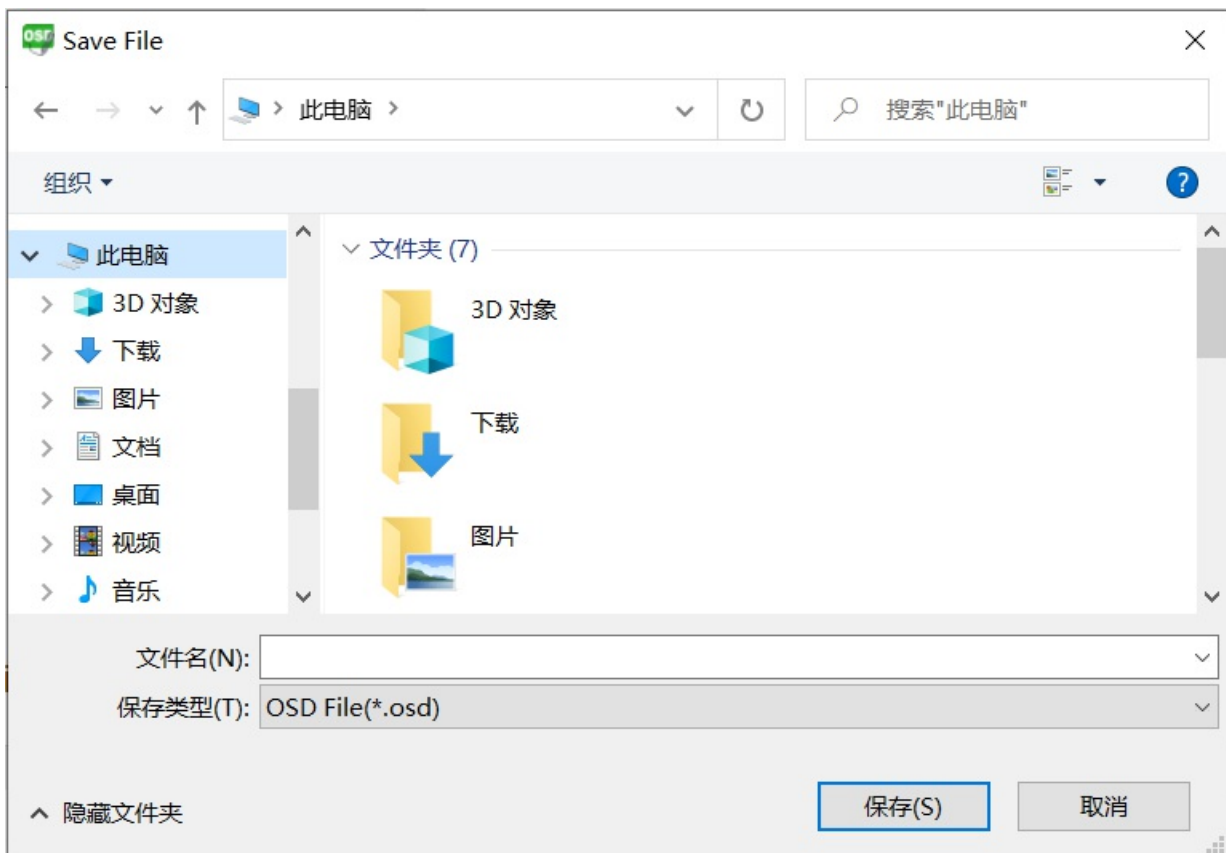 OSD Save File
此电脑
搜索"此电脑"
组织
此电脑
3D 对象
下载
图片
文档
桌面
视频
音乐
文件夹 (7)
3D 对象
下载
图片
文件名(N):
保存类型(T): OSD File(*.osd)
隐藏文件夹
保存(S)
取消